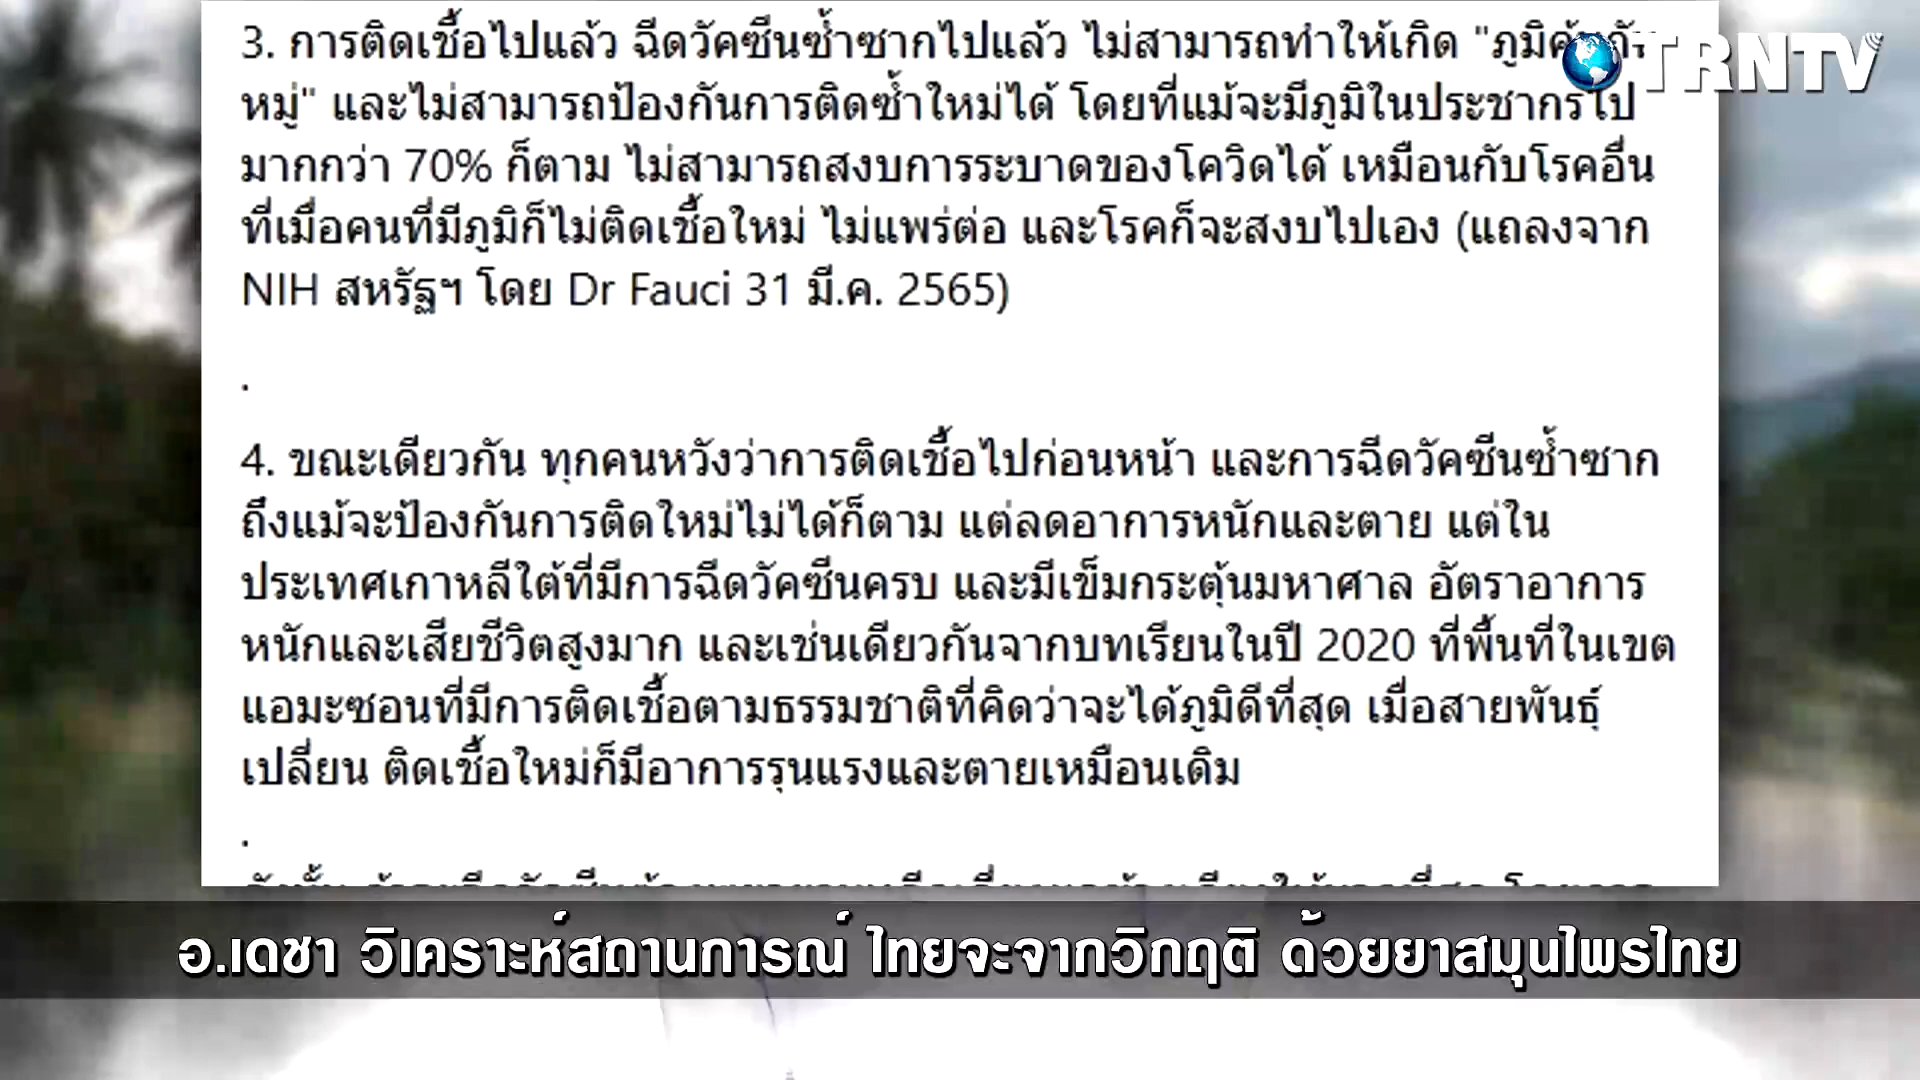 3. การติดเชื้อไปแล้ว ฉีดวัคซีนซ้ำซากไปแล้ว ไม่สามารถทำให้เกิด "ภูมิคุ้มกัน
หมู่" และไม่สามารถป้องกันการติดซ้ำใหม่ได้ โดยที่แม้จะมีภูมิในประชากรไป
มากกว่า 70% ก็ตาม ไม่สามารถสงบการระบาดของโควิดได้ เหมือนกับโรคอื่น
ที่เมื่อคนที่มีภูมิก็ไม่ติดเชื้อใหม่ ไม่แพร่ต่อ และโรคก็จะสงบไปเอง (แถลงจาก
NIH สหรัฐฯ โดย Dr Fauci 31 มี.ค. 2565)
.
4. ขณะเดียวกัน ทุกคนหวังว่าการติดเชื้อไปก่อนหน้า และการฉีดวัคซีนซ้ำซาก
ถึงแม้จะป้องกันการติดใหม่ไม่ได้ก็ตาม แต่ลดอาการหนักและตาย แต่ใน
ประเทศเกาหลีใต้ที่มีการฉีดวัคซีนครบ และมีเข็มกระตุ้นมหาศาล อัตราอาการ
หนักและเสียชีวิตสูงมาก และเช่นเดียวกันจากบทเรียนในปี 2020 ที่พื้นที่ในเขต
แอมะซอนที่มีการติดเชื้อตามธรรมชาติที่คิดว่าจะได้ภูมิดีที่สุด เมื่อสายพันธุ์
เปลี่ยน ติดเชื้อใหม่ก็มีอาการรุนแรงและตายเหมือนเดิม
.
TRNTV
อ.เดชา วิเคราะห์สถานการณ์ ไทยจะจากวิกฤติ ด้วยยาสมุนไพรไทย